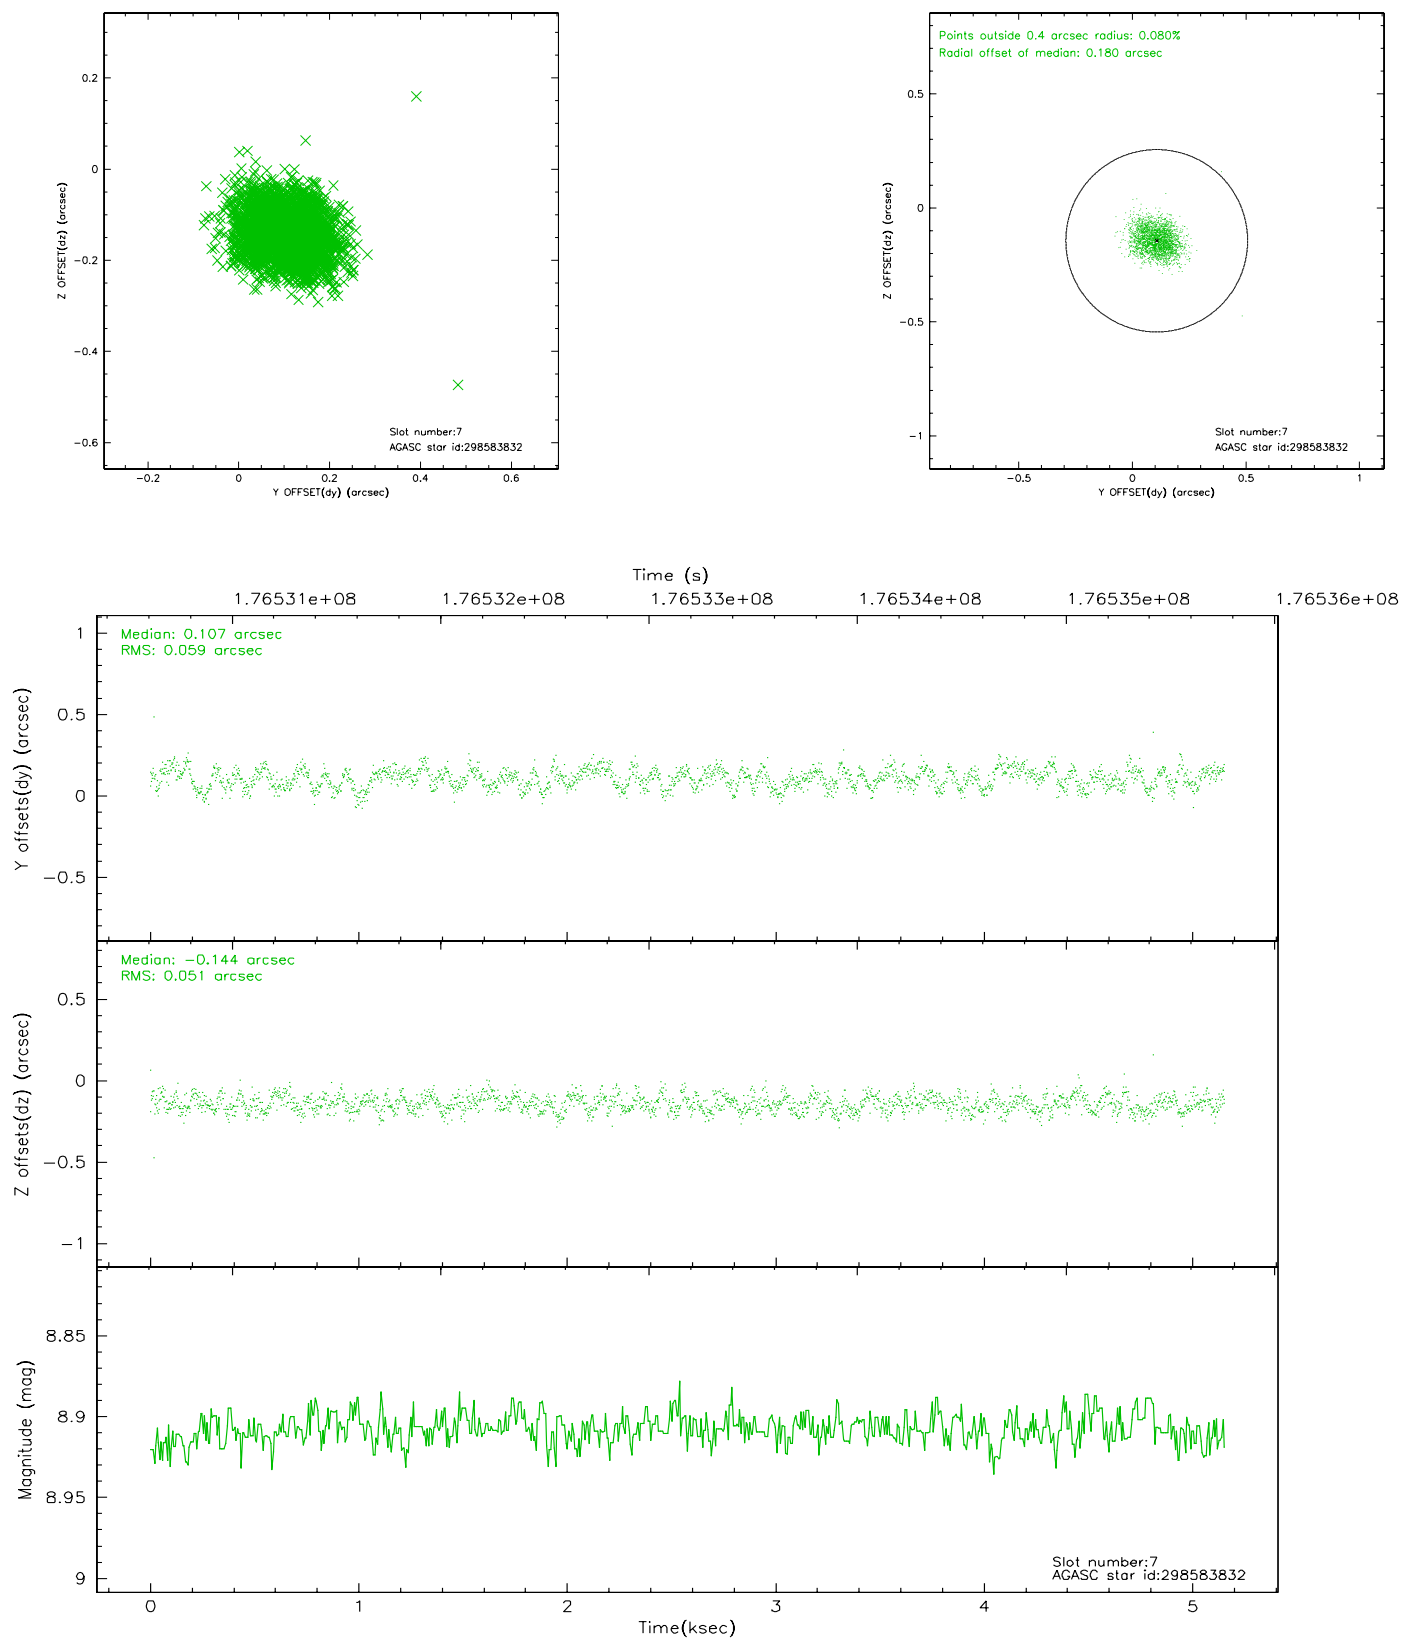 0.2
0
−0.2
−0.4
−0.6
Z OFFSET(dz) (arcsec)
Slot number:7
AGASC star id:298583832
−0.2
0
0.2
0.4
0.6
Y OFFSET(dy) (arcsec)
Points outside 0.4 arcsec radius: 0.080%
Radial offset of median: 0.180 arcsec
0.5
0
−0.5
−1
Z OFFSET(dz) (arcsec)
Slot number:7
AGASC star id:298583832
−0.5
0
0.5
1
Y OFFSET(dy) (arcsec)
Time (s)
1.76531e+08
1.76532e+08
1.76533e+08
1.76534e+08
1.76535e+08
1.76536e+08
Median: 0.107 arcsec
RMS: 0.059 arcsec
1
0.5
0
−0.5
Y offsets(dy) (arcsec)
Median: −0.144 arcsec
RMS: 0.051 arcsec
0.5
0
−0.5
−1
Z offsets(dz) (arcsec)
8.85
8.9
8.95
9
Magnitude (mag)
Slot number:7
AGASC star id:298583832
0
1
2
3
4
5
Time(ksec)